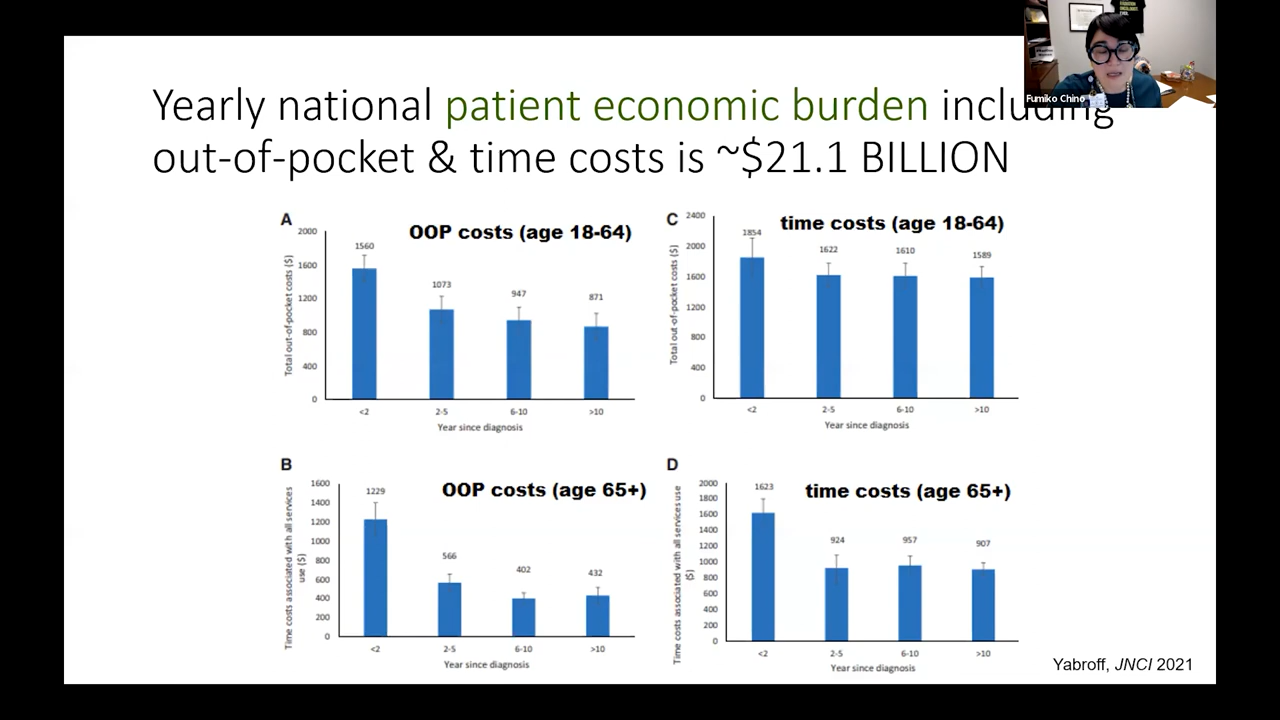 Yearly national patient economic burden including
out-of-pocket & time costs is ~$21.1 BILLION
Fumiko Chino
A
OOP costs (age 18-64)
Total out-of-pocket costs ($)
2000
1600
1200
800
400
0
1560
1073
947
871
<2 2-5 6-10 >10
Year since diagnosis
C
time costs (age 18-64)
Total out-of-pocket costs ($)
2400
2000
1600
1200
800
400
0
1854
1622
1610
1589
<2 2-5 6-10 >10
Year since diagnosis
B
OOP costs (age 65+)
Time costs associated with all services
use ($)
1600
1400
1200
1000
800
600
400
200
0
1229
566
402
432
<2 2-5 6-10 >10
Year since diagnosis
D
time costs (age 65+)
Time costs associated with all services use
($)
2000
1800
1600
1400
1200
1000
800
600
400
200
0
1623
924
957
907
<2 2-5 6-10 >10
Year since diagnosis
Yabroff, JNCI 2021